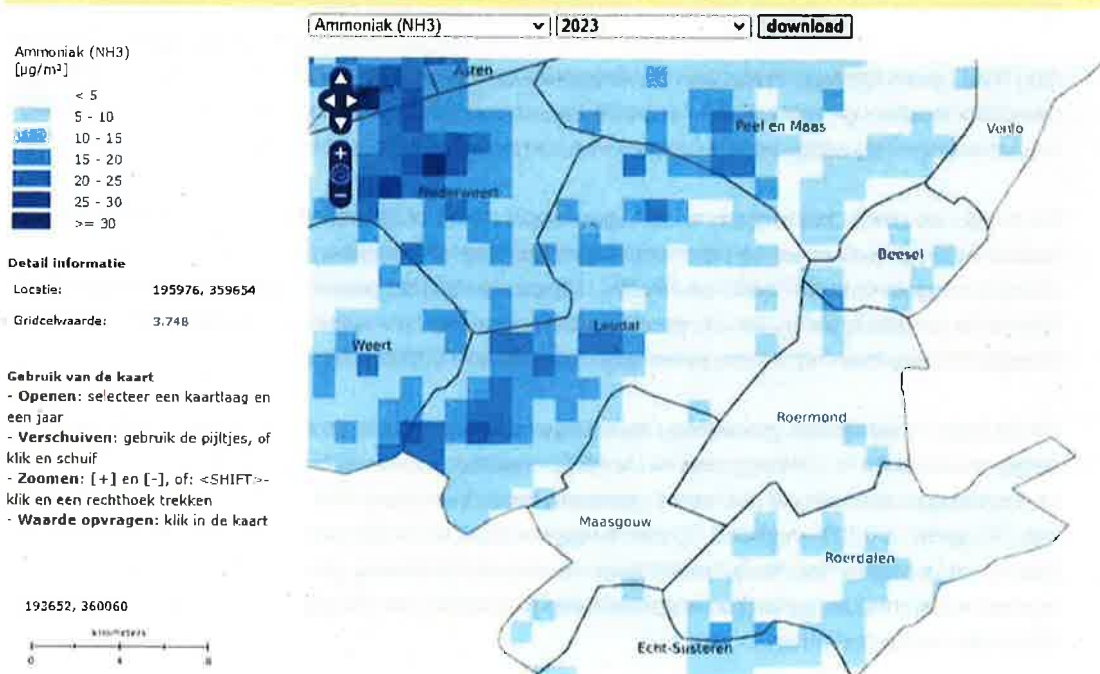 Ammoniak (NH3)
2023
download
Ammoniak (NH3)
[µg/m³]
< 5
5 - 10
10 - 15
15 - 20
20 - 25
25 - 30
>= 30
Detail informatie
Locatie: 195976, 359654
Gridcelwaarde: 3.748
Gebruik van de kaart
- Openen: selecteer een kaartlaag en
een jaar
- Verschuiven: gebruik de pijltjes, of
klik en schuif
- Zoomen: [+] en [-], of: <SHIFT>-
klik en een rechthoek trekken
- Waarde opvragen: klik in de kaart
193652, 360060
kilometers
0 4 8
Asten
Peel en Maas
Venlo
Nederweert
Beesel
Leudal
Weert
Roermond
Maasgouw
Roerdalen
Echt-Susteren